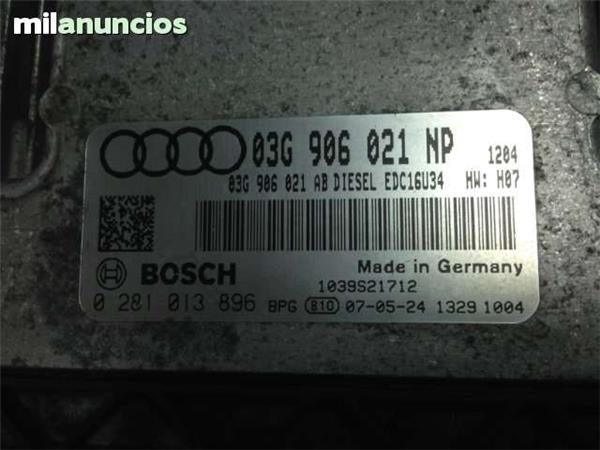 milanuncios
03G 906 021 NP 1204
03G 906 021 AB DIESEL EDC16U34 HW: H07
BOSCH Made in Germany
1039S21712
0 281 013 896 BPG B10 07-05-24 1329 1004